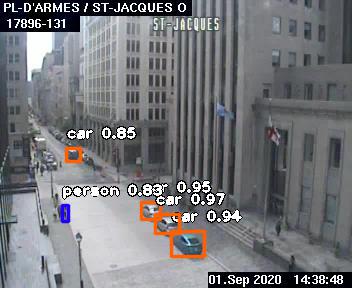 PL-D'ARMES / ST-JACQUES O
17896-131
ST-JACQUES
car 0.85
person 0.83
car 0.95
car 0.97
car 0.94
01.Sep 2020 14:38:48